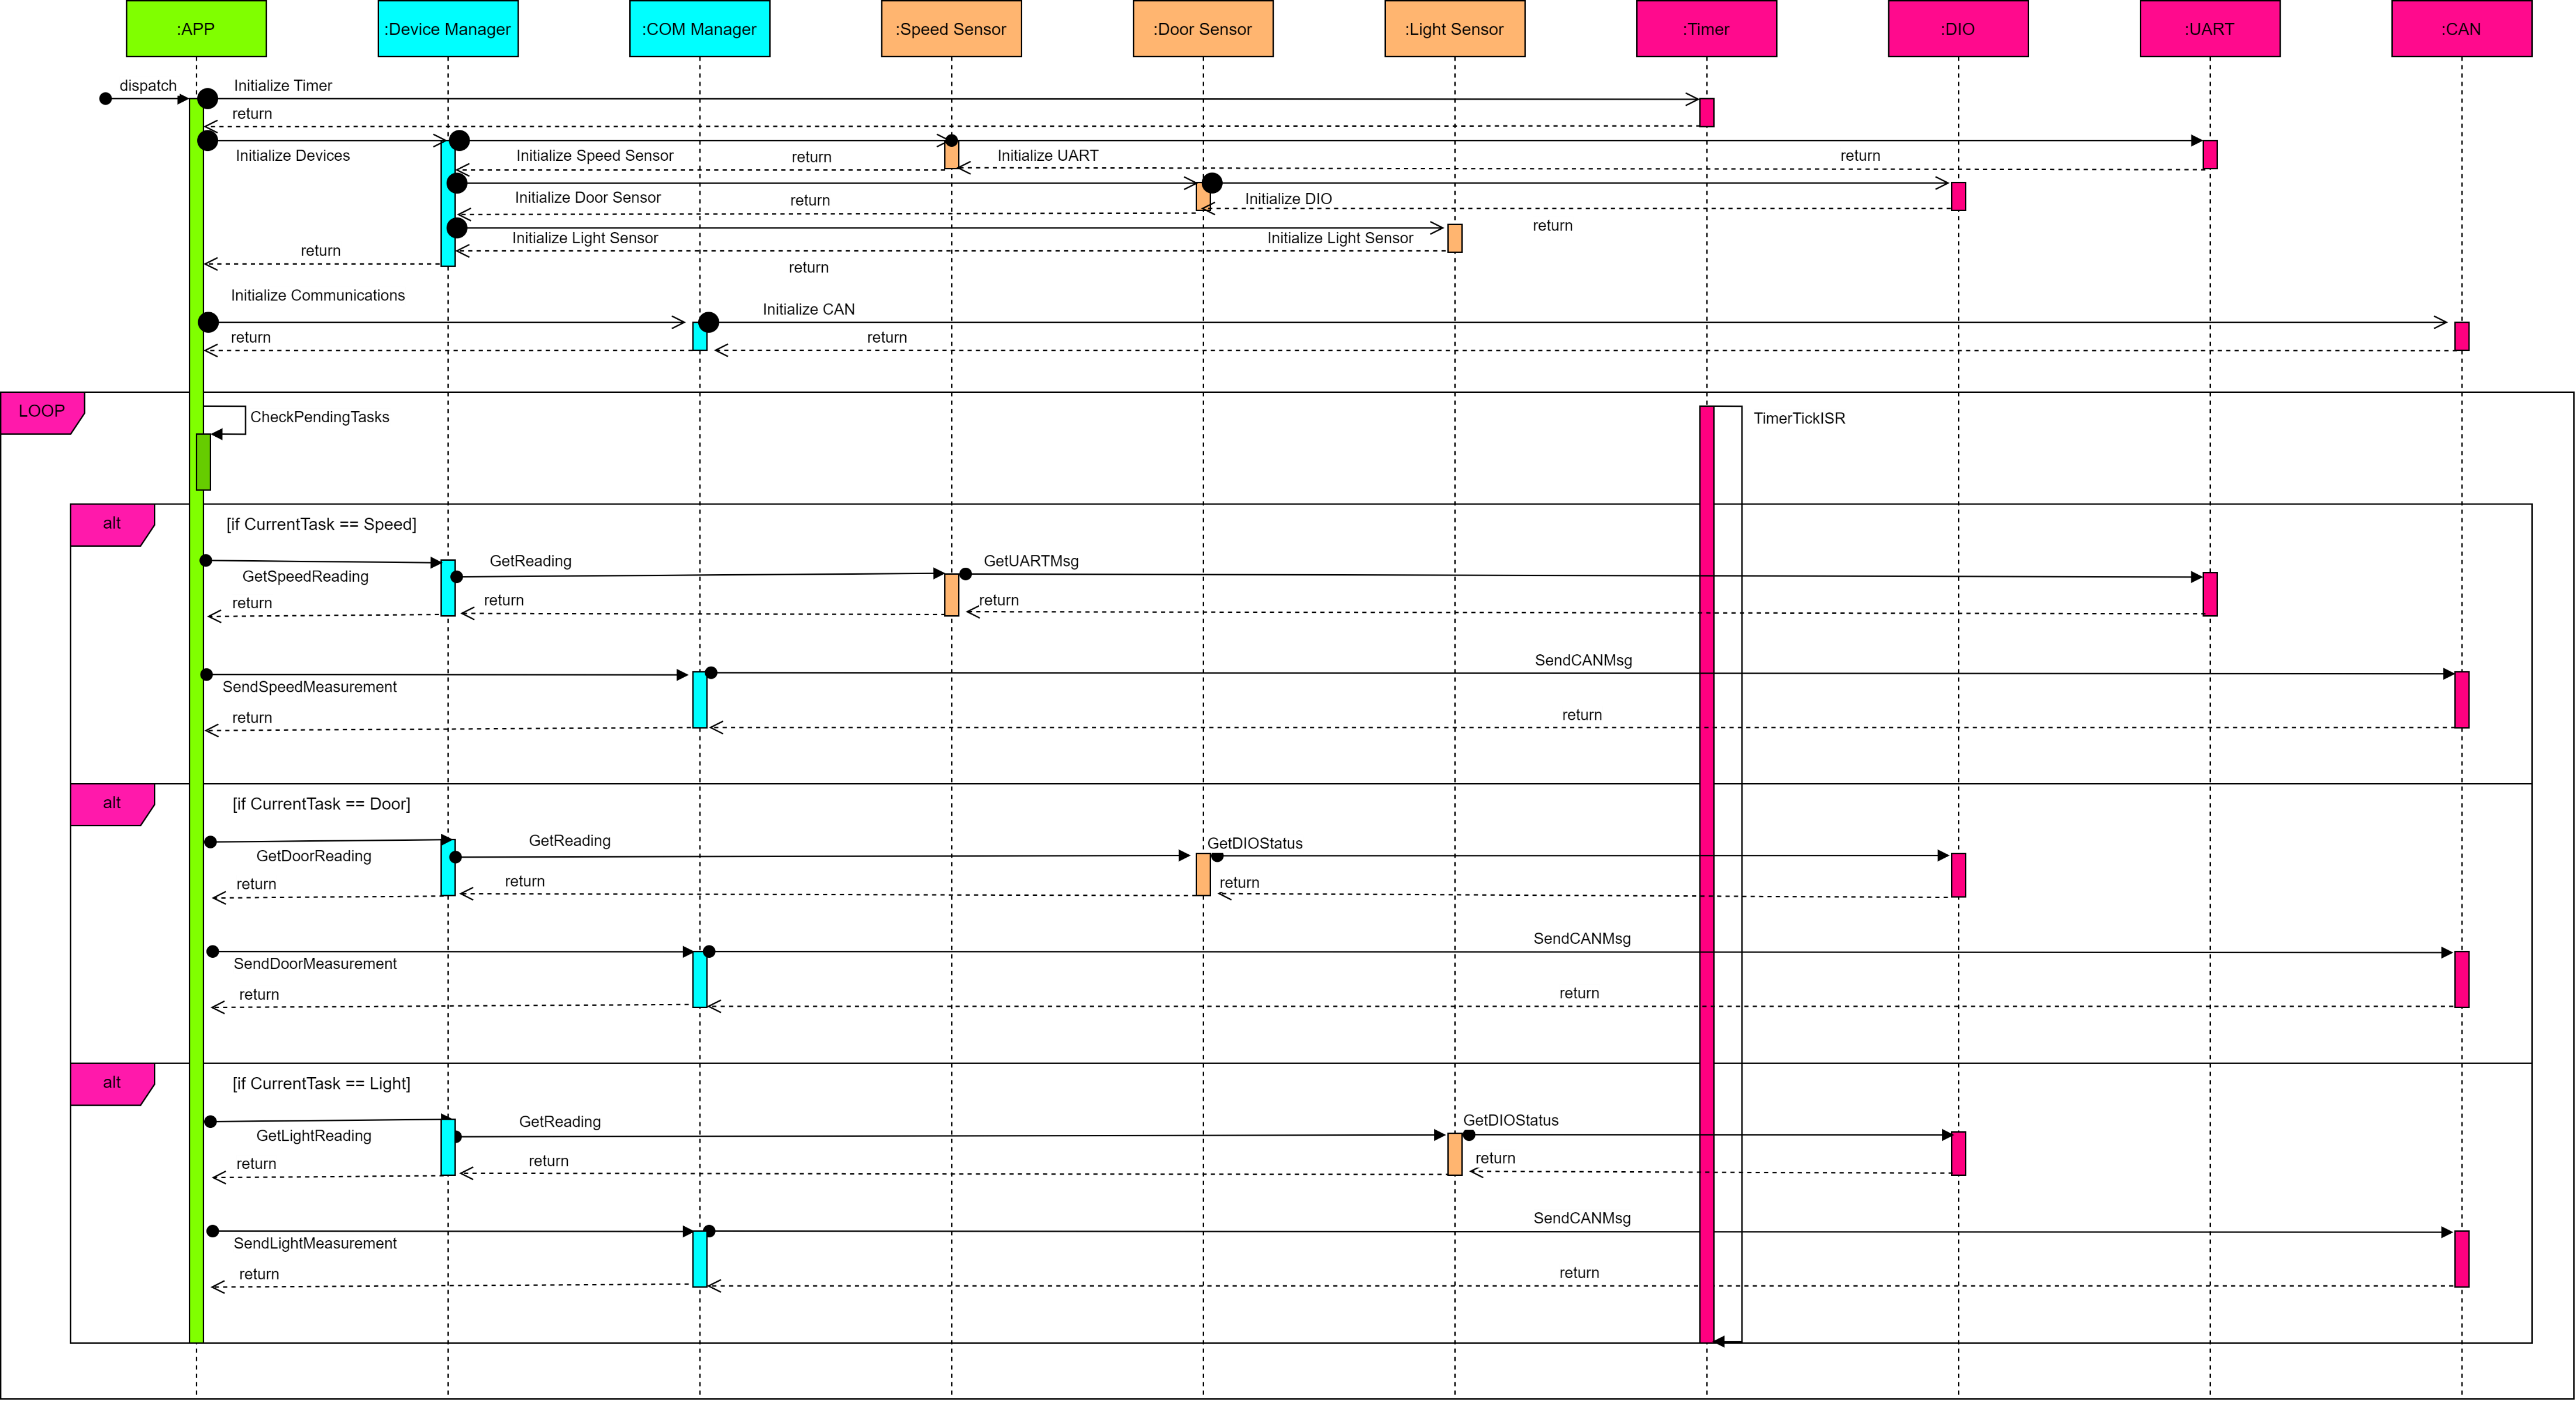 :APP
:Device Manager
:COM Manager
:Speed Sensor
:Door Sensor
:Light Sensor
:Timer
:DIO
:UART
:CAN
dispatch
Initialize Timer
return
Initialize Devices
Initialize Speed Sensor
return
Initialize UART
return
Initialize Door Sensor
return
Initialize DIO
return
Initialize Light Sensor
Initialize Light Sensor
return
return
Initialize Communications
Initialize CAN
return
return
LOOP
CheckPendingTasks
TimerTickISR
alt
[if CurrentTask == Speed]
GetReading
GetUARTMsg
GetSpeedReading
return
return
return
SendCANMsg
SendSpeedMeasurement
return
return
alt
[if CurrentTask == Door]
GetReading
GetDIOStatus
GetDoorReading
return
return
return
SendCANMsg
SendDoorMeasurement
return
return
alt
[if CurrentTask == Light]
GetReading
GetDIOStatus
GetLightReading
return
return
return
SendCANMsg
SendLightMeasurement
return
return